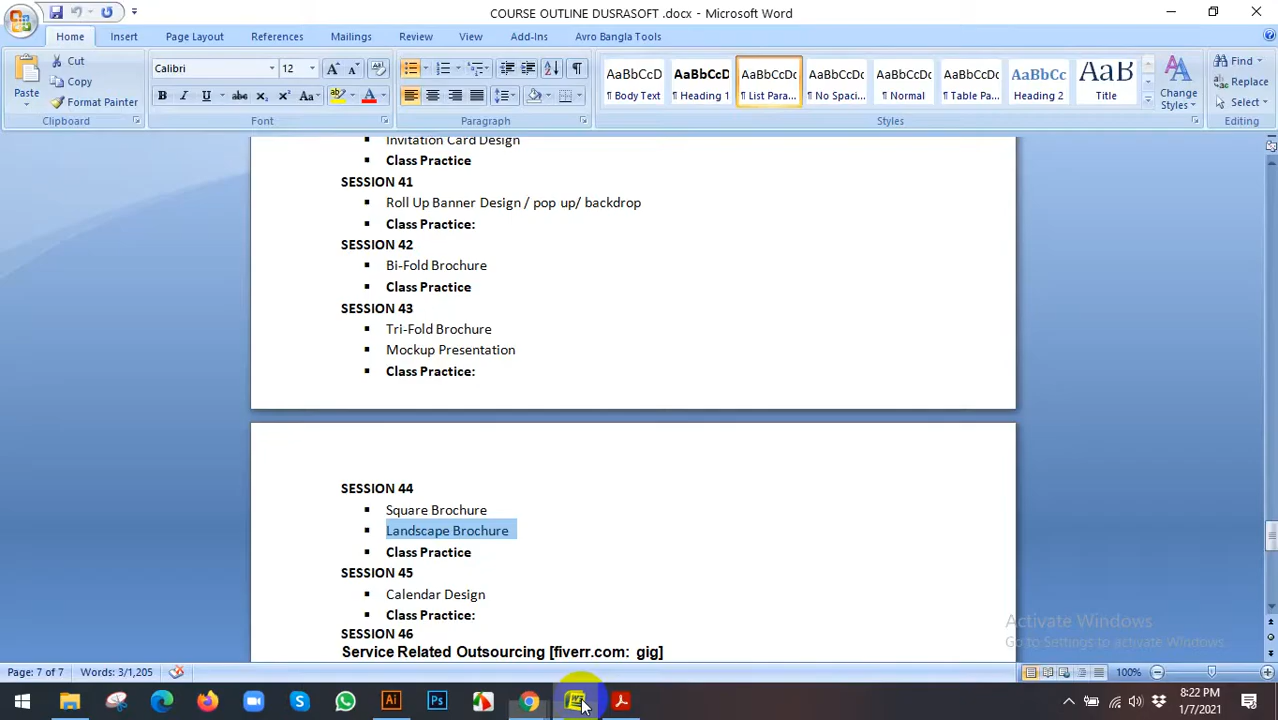 COURSE OUTLINE DUSRASOFT .docx - Microsoft Word
Home Insert Page Layout References Mailings Review View Add-Ins Avro Bangla Tools
Paste
Cut
Copy
Format Painter
Clipboard
Calibri 12
Font
Paragraph
AaBbCcD AaBbCcD AaBbCcDc AaBbCcDc AaBbCcDc AaBbCcDc AaBbCc AaB
¶ Body Text ¶ Heading 1 ¶ List Para... ¶ No Spaci... ¶ Normal ¶ Table Pa... Heading 2 Title
Change Styles
Styles
Find
Replace
Select
Editing
Invitation Card Design
Class Practice
SESSION 41
Roll Up Banner Design / pop up/ backdrop
Class Practice:
SESSION 42
Bi-Fold Brochure
Class Practice
SESSION 43
Tri-Fold Brochure
Mockup Presentation
Class Practice:
SESSION 44
Square Brochure
Landscape Brochure
Class Practice
SESSION 45
Calendar Design
Class Practice:
SESSION 46
Service Related Outsourcing [fiverr.com: gig]
Activate Windows
Go to Settings to activate Windows.
Page: 7 of 7 Words: 3/1,205 100%
Ai Ps
8:22 PM
1/7/2021